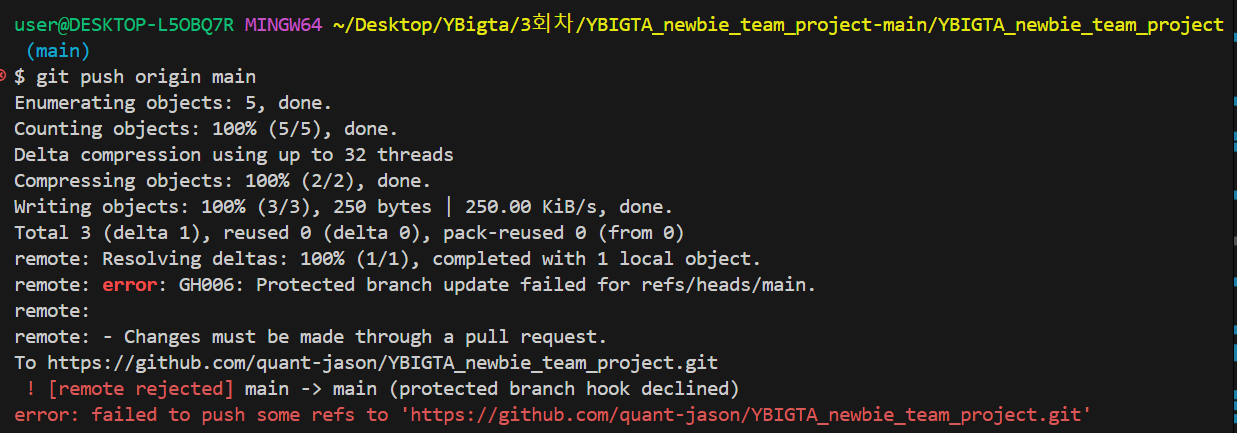 user@DESKTOP-L5OBQ7R MINGW64 ~/Desktop/YBigta/3회차/YBIGTA_newbie_team_project-main/YBIGTA_newbie_team_project
(main)
$ git push origin main
Enumerating objects: 5, done.
Counting objects: 100% (5/5), done.
Delta compression using up to 32 threads
Compressing objects: 100% (2/2), done.
Writing objects: 100% (3/3), 250 bytes | 250.00 KiB/s, done.
Total 3 (delta 1), reused 0 (delta 0), pack-reused 0 (from 0)
remote: Resolving deltas: 100% (1/1), completed with 1 local object.
remote: error: GH006: Protected branch update failed for refs/heads/main.
remote:
remote: - Changes must be made through a pull request.
To https://github.com/quant-jason/YBIGTA_newbie_team_project.git
! [remote rejected] main -> main (protected branch hook declined)
error: failed to push some refs to 'https://github.com/quant-jason/YBIGTA_newbie_team_project.git'